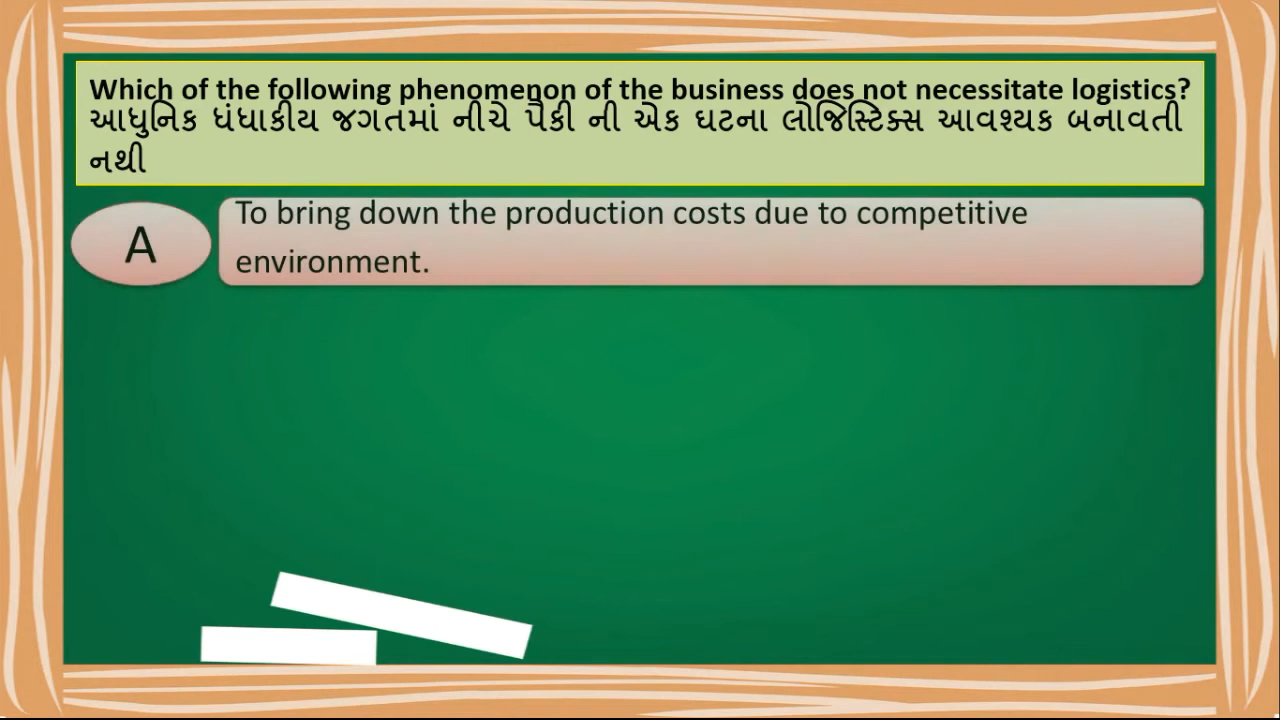 Which of the following phenomenon of the business does not necessitate logistics?
આધુનિક ધંધાકીય જગતમાં નીચે પૈકી ની એક ઘટના લોજિસ્ટિક્સ આવશ્યક બનાવતી
નથી
A
To bring down the production costs due to competitive
environment.